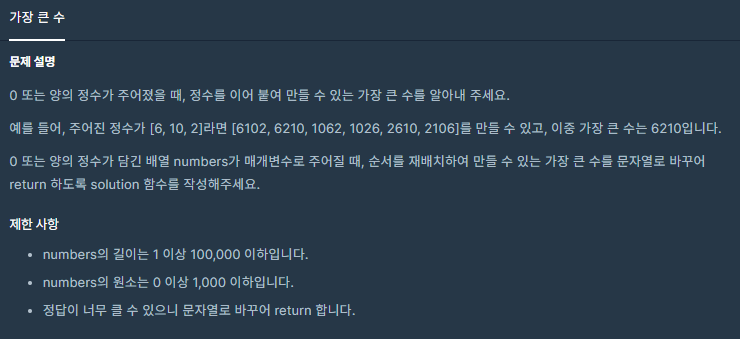 가장 큰 수
문제 설명
0 또는 양의 정수가 주어졌을 때, 정수를 이어 붙여 만들 수 있는 가장 큰 수를 알아내 주세요.
예를 들어, 주어진 정수가 [6, 10, 2]라면 [6102, 6210, 1062, 1026, 2610, 2106]를 만들 수 있고, 이중 가장 큰 수는 6210입니다.
0 또는 양의 정수가 담긴 배열 numbers가 매개변수로 주어질 때, 순서를 재배치하여 만들 수 있는 가장 큰 수를 문자열로 바꾸어
return 하도록 solution 함수를 작성해주세요.
제한 사항
• numbers의 길이는 1 이상 100,000 이하입니다.
• numbers의 원소는 0 이상 1,000 이하입니다.
• 정답이 너무 클 수 있으니 문자열로 바꾸어 return 합니다.